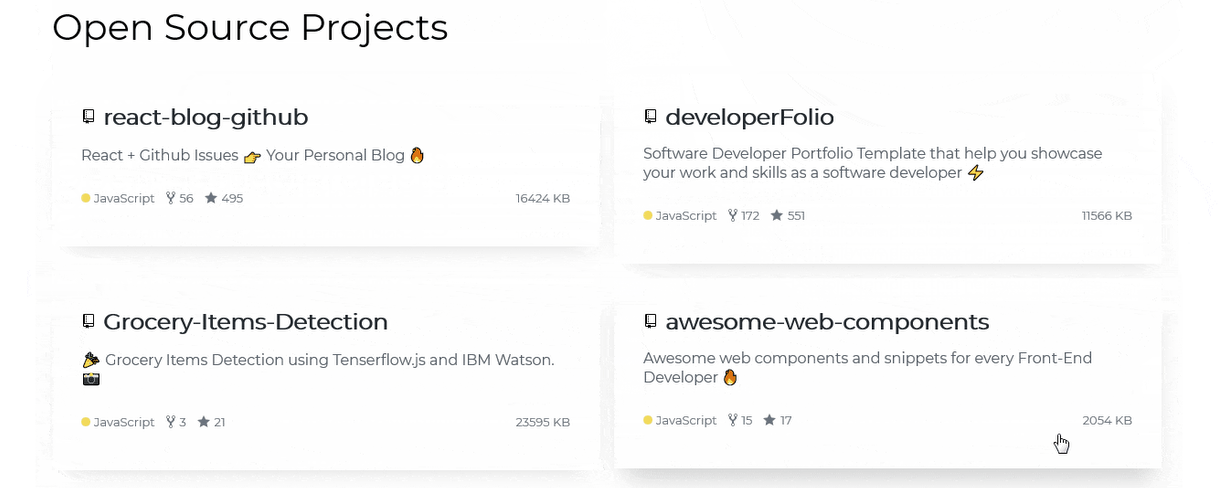 Open Source Projects
react-blog-github
React + Github Issues 👉 Your Personal Blog 🔥
JavaScript 56 495 16424 KB
developerFolio
Software Developer Portfolio Template that help you showcase
your work and skills as a software developer ⚡
JavaScript 172 551 11566 KB
Grocery-Items-Detection
🎉 Grocery Items Detection using Tenserflow.js and IBM Watson.
📷
JavaScript 3 21 23595 KB
awesome-web-components
Awesome web components and snippets for every Front-End
Developer 🔥
JavaScript 15 17 2054 KB